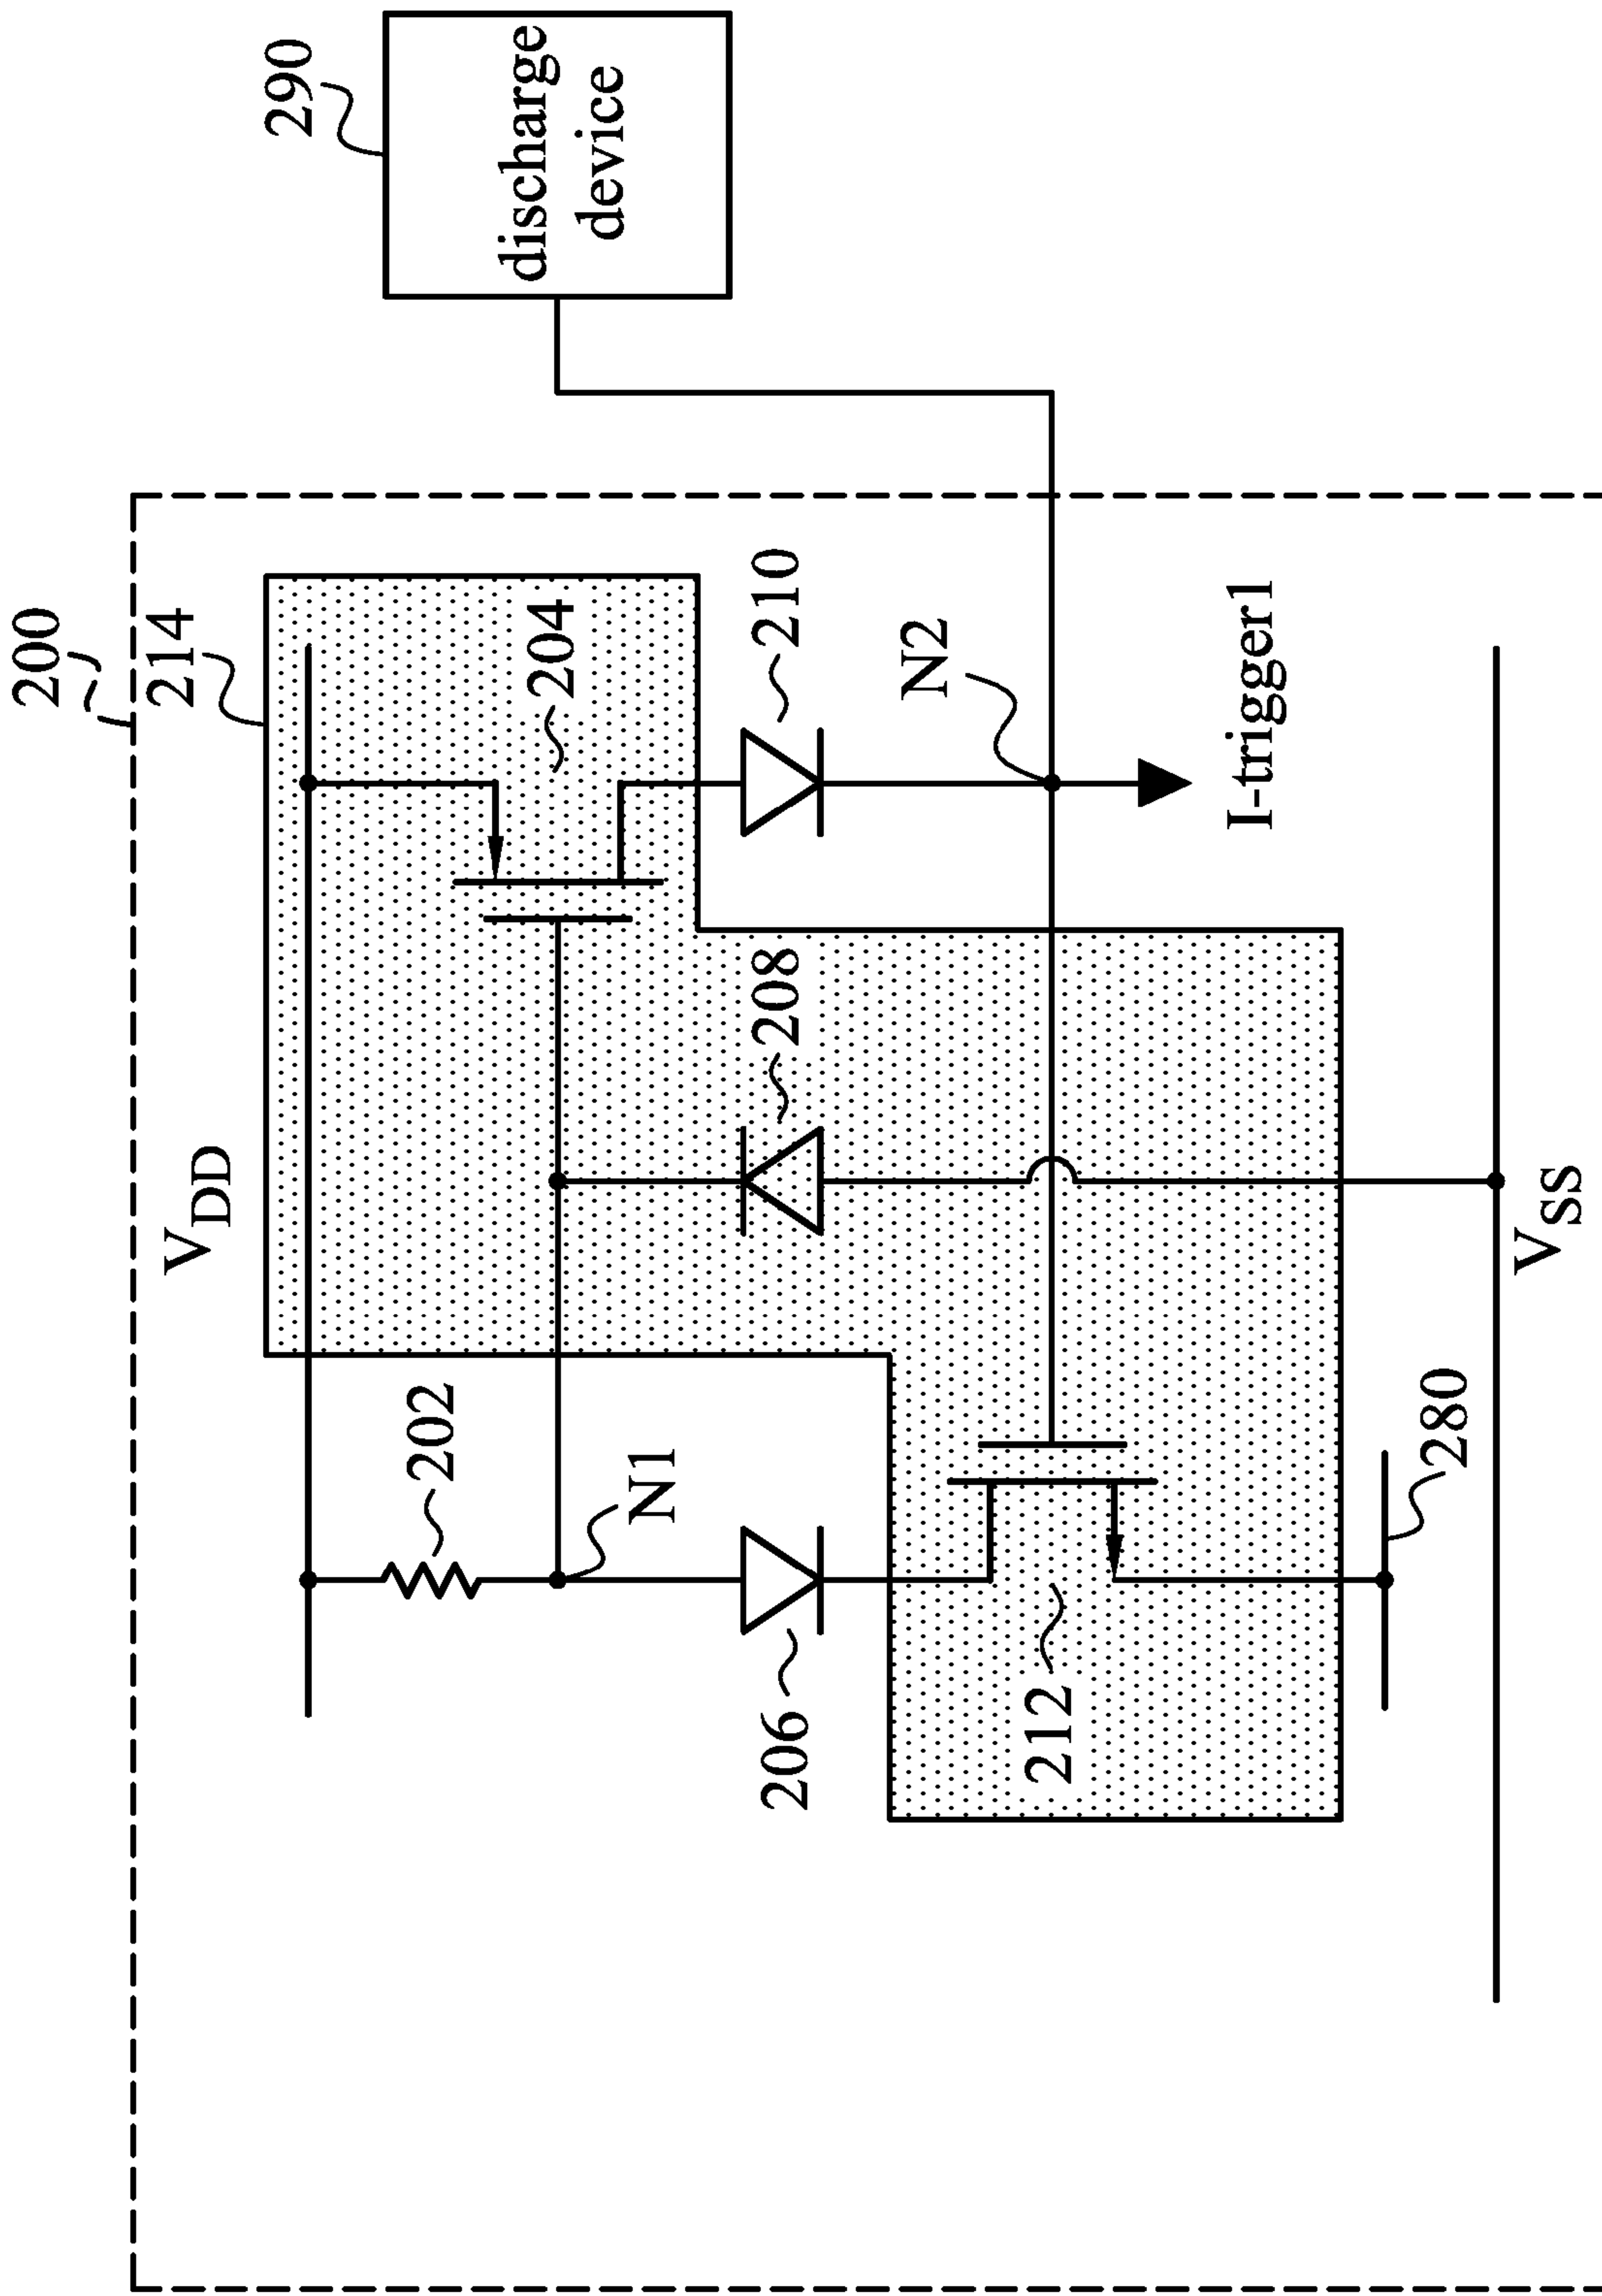 200
214
290
discharge
device
V_DD
202
204
N1
206
208
210
N2
212
I-trigger1
280
V_SS